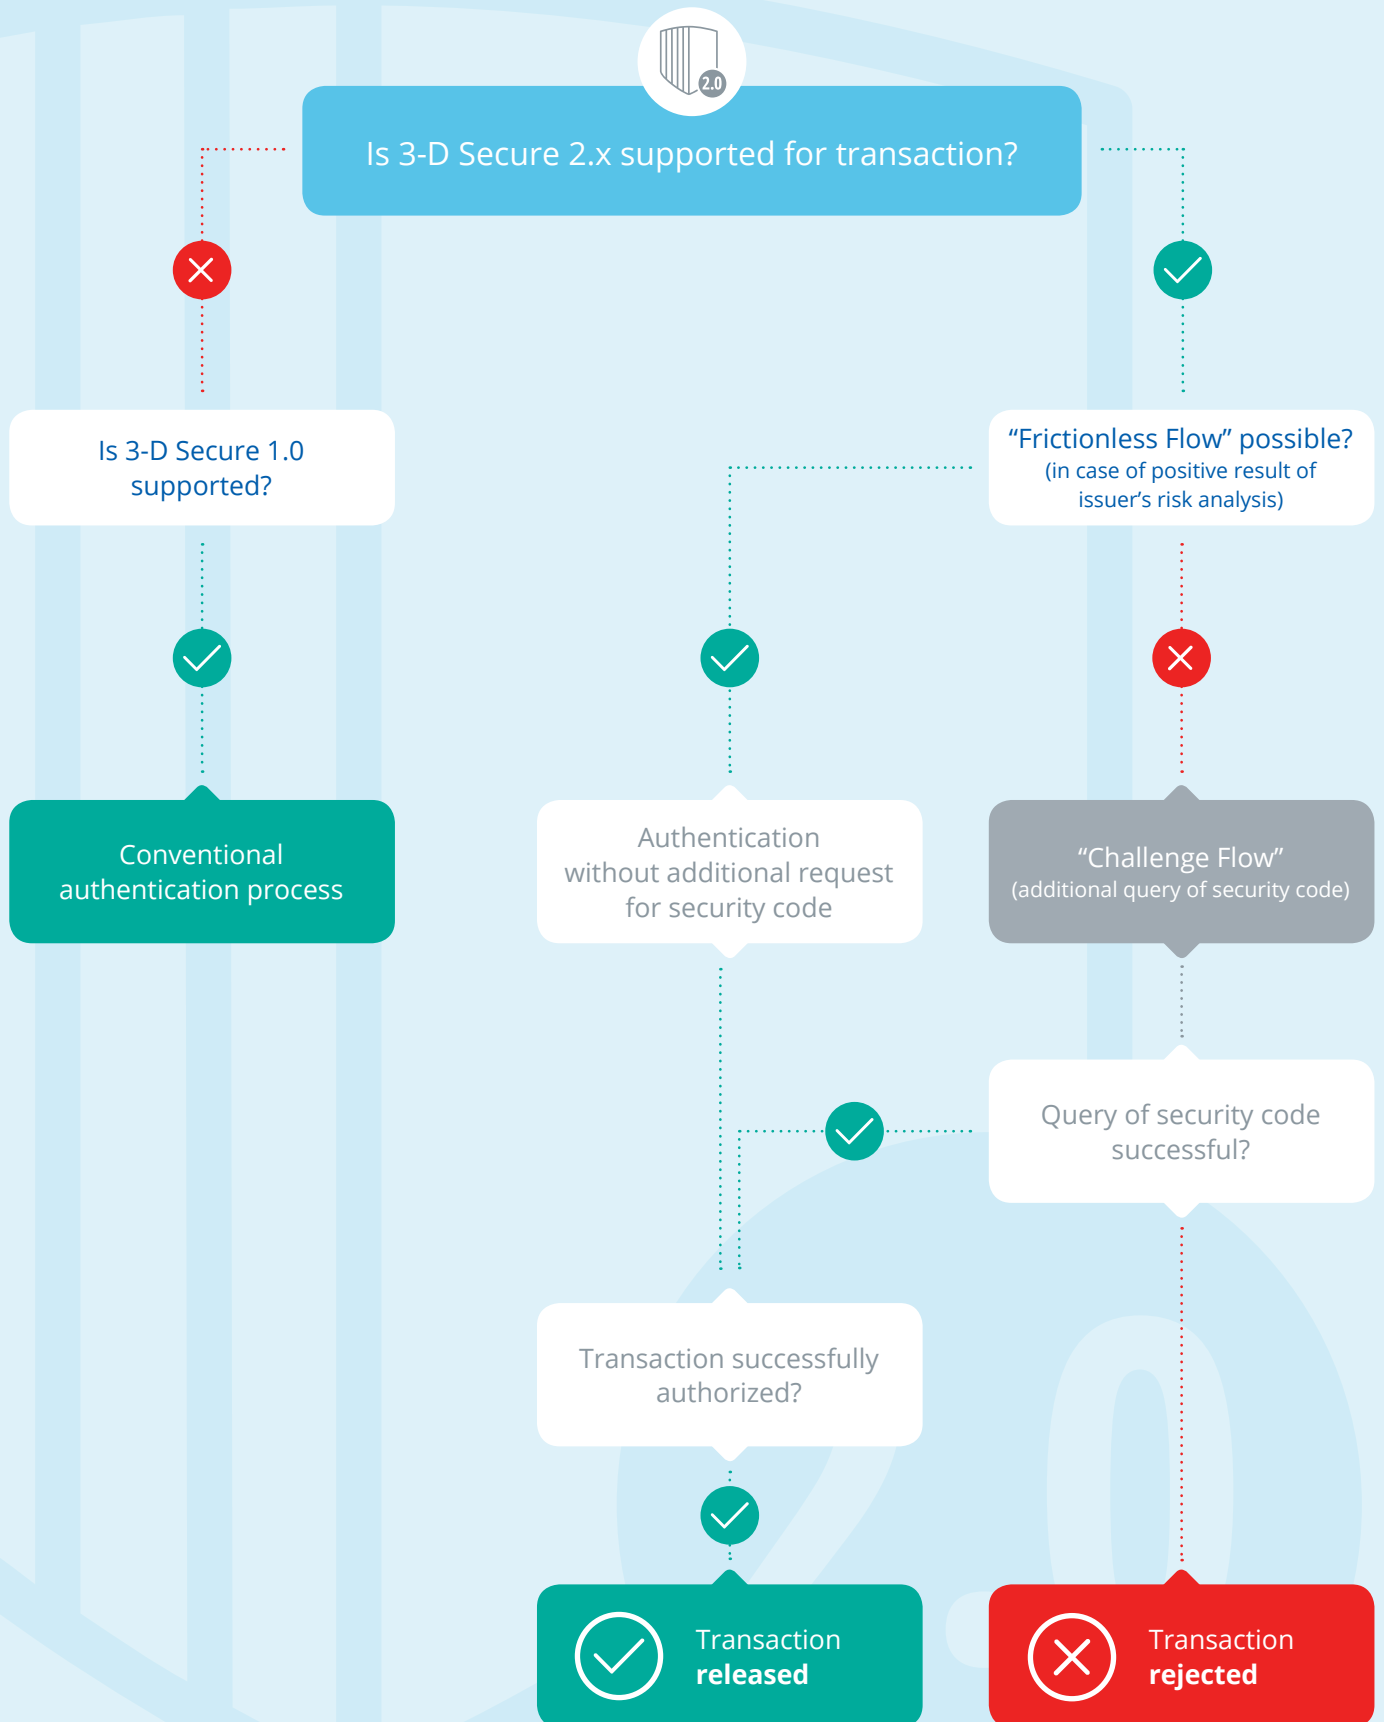 2.0
Is 3-D Secure 2.x supported for transaction?
Is 3-D Secure 1.0
supported?
“Frictionless Flow” possible?
(in case of positive result of
issuer’s risk analysis)
Conventional
authentication process
Authentication
without additional request
for security code
“Challenge Flow”
(additional query of security code)
Query of security code
successful?
Transaction successfully
authorized?
2.0
Transaction
released
Transaction
rejected